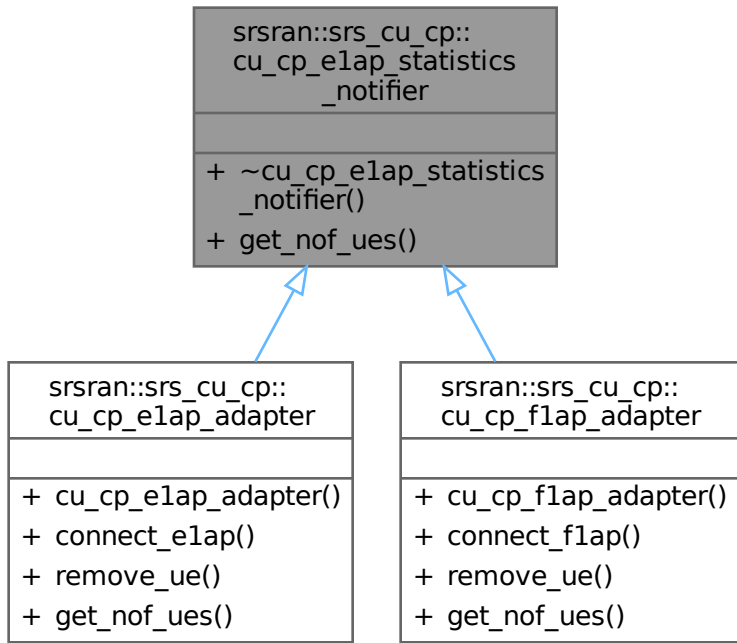 srsran::srs_cu_cp::
cu_cp_e1ap_statistics
_notifier
+ ~cu_cp_e1ap_statistics
_notifier()
+ get_nof_ues()
srsran::srs_cu_cp::
cu_cp_e1ap_adapter
+ cu_cp_e1ap_adapter()
+ connect_e1ap()
+ remove_ue()
+ get_nof_ues()
srsran::srs_cu_cp::
cu_cp_f1ap_adapter
+ cu_cp_f1ap_adapter()
+ connect_f1ap()
+ remove_ue()
+ get_nof_ues()